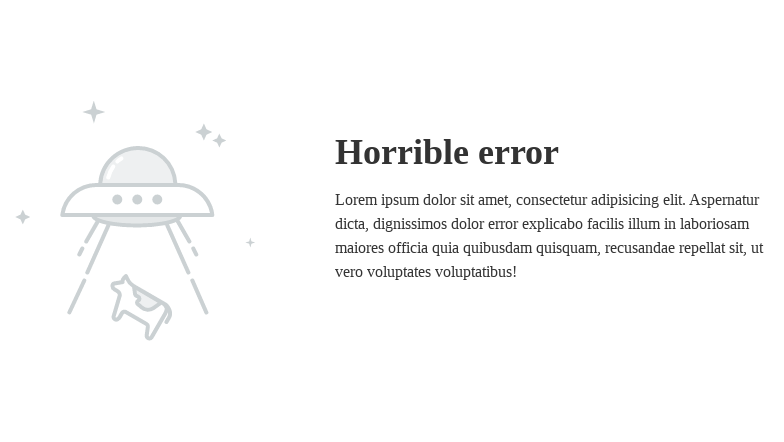 Horrible error
Lorem ipsum dolor sit amet, consectetur adipisicing elit. Aspernatur
dicta, dignissimos dolor error explicabo facilis illum in laboriosam
maiores officia quia quibusdam quisquam, recusandae repellat sit, ut
vero voluptates voluptatibus!